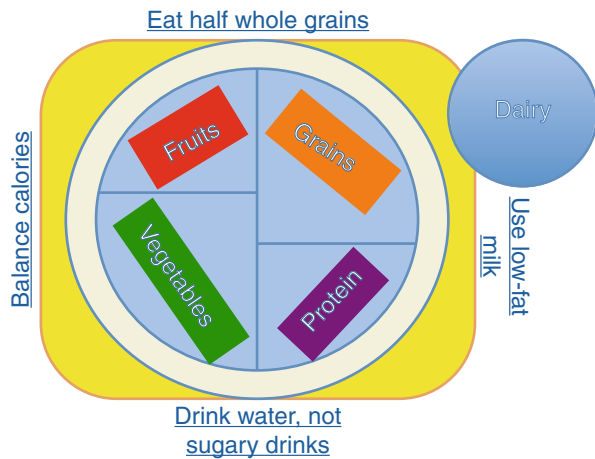 Eat half whole grains
Dairy
Fruits
Grains
Balance calories
Vegetables
Protein
Use low-fat
milk
Drink water, not
sugary drinks